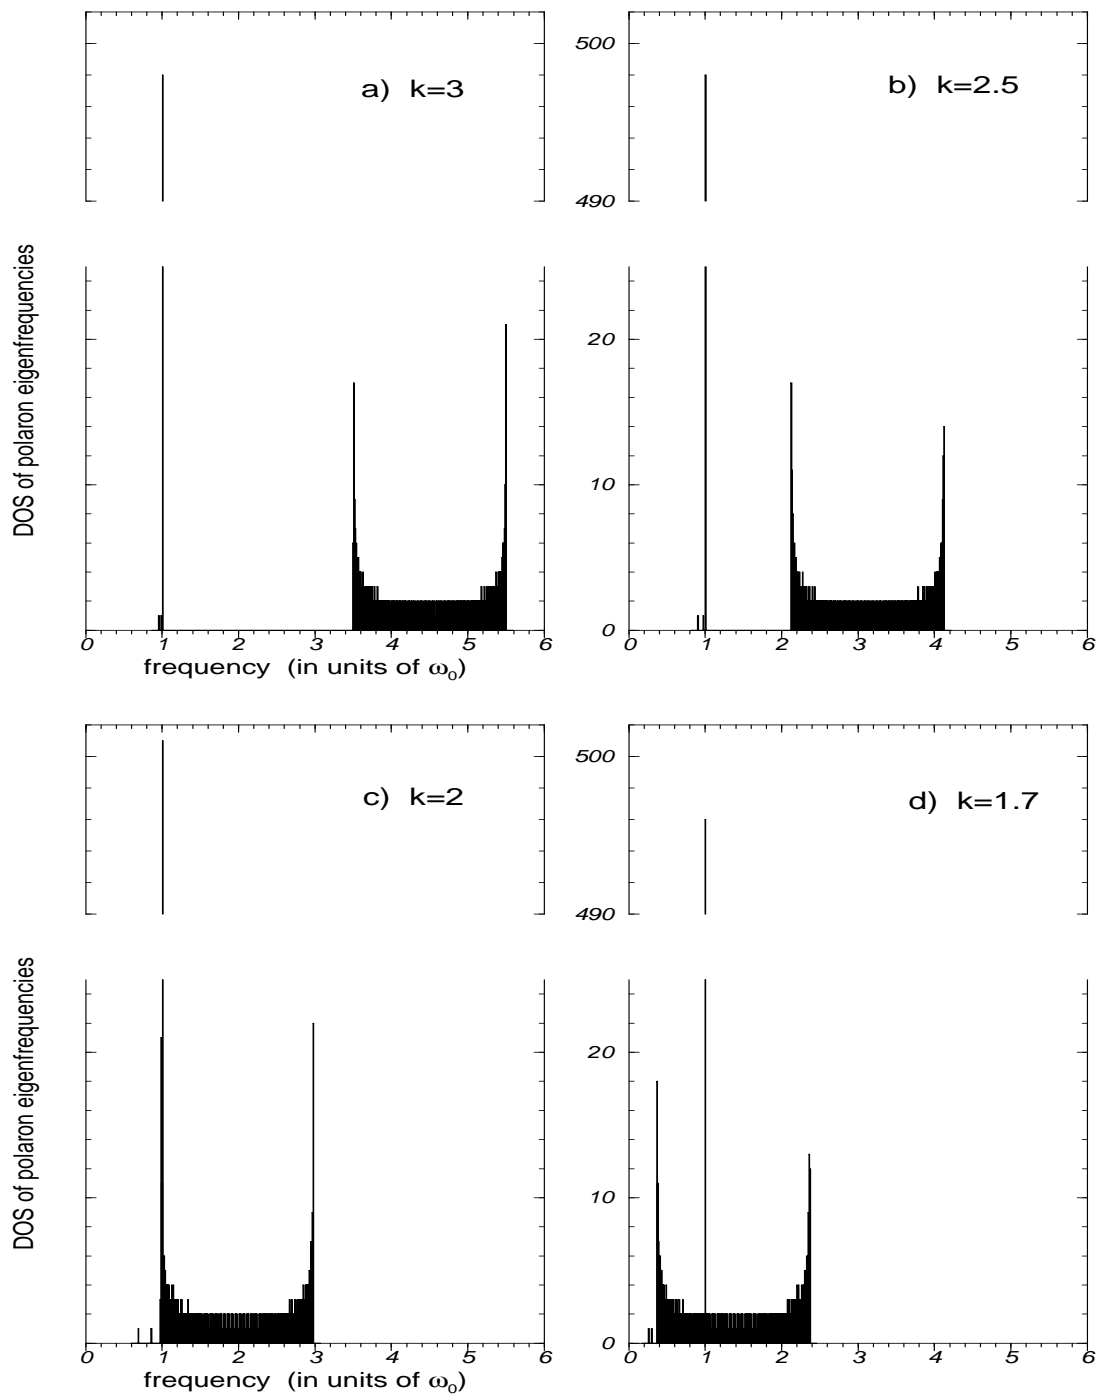 500
a) k=3
b) k=2.5
490
DOS of polaron eigenfrequencies
20
10
0
0 1 2 3 4 5 6
0 1 2 3 4 5 6
frequency (in units of ω₀)
500
c) k=2
d) k=1.7
490
DOS of polaron eigenfrequencies
20
10
0
0 1 2 3 4 5 6
0 1 2 3 4 5 6
frequency (in units of ω₀)